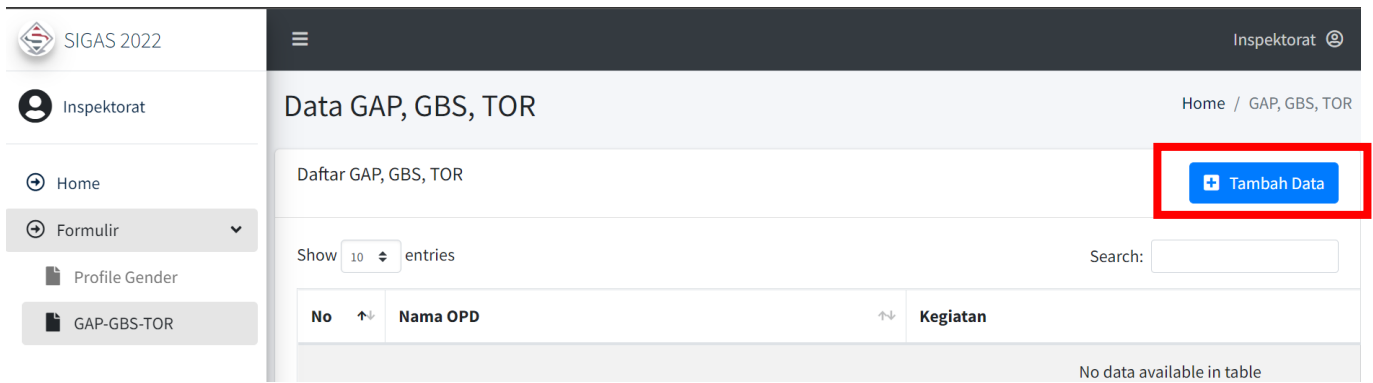 SIGAS 2022
Inspektorat
Inspektorat
Data GAP, GBS, TOR
Home / GAP, GBS, TOR
Home
Formulir
Profile Gender
GAP-GBS-TOR
Daftar GAP, GBS, TOR
Tambah Data
Show 10 entries
Search:
No Nama OPD Kegiatan
No data available in table